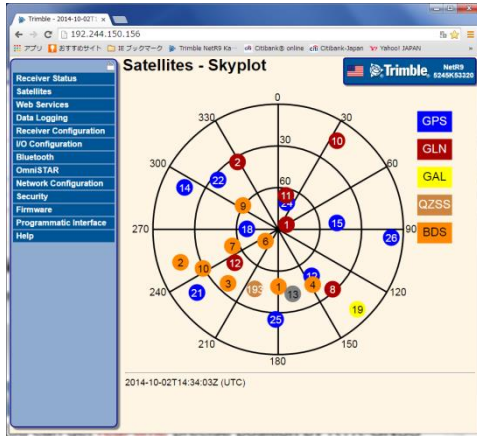 Trimble - 2014-10-02T1
192.244.150.156
アプリ おすすめサイト IE ブックマーク Trimble NetR9 Ka… Citibank® online Citibank-Japan Yahoo! JAPAN
Receiver Status
Satellites
Web Services
Data Logging
Receiver Configuration
I/O Configuration
Bluetooth
OmniSTAR
Network Configuration
Security
Firmware
Programmatic Interface
Help
Satellites - Skyplot
Trimble
NetR9
5245K53320
0
330
30
10
30
2
300
60
22
14
60
11
24
9
1
15
18
270
90
26
6
7
2
10
12
240
21
3
193
1
13
12
4
8
120
19
25
210
150
180
GPS
GLN
GAL
QZSS
BDS
2014-10-02T14:34:03Z (UTC)